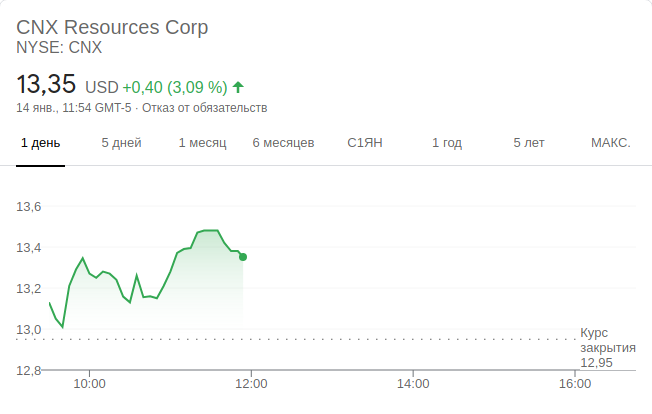 CNX Resources Corp
NYSE: CNX
13,35 USD +0,40 (3,09 %)
14 янв., 11:54 GMT-5 · Отказ от обязательств
1 день 5 дней 1 месяц 6 месяцев С1ЯН 1 год 5 лет МАКС.
13,6
13,4
13,2
13,0
Курс
закрытия
12,95
12,8
10:00 12:00 14:00 16:00